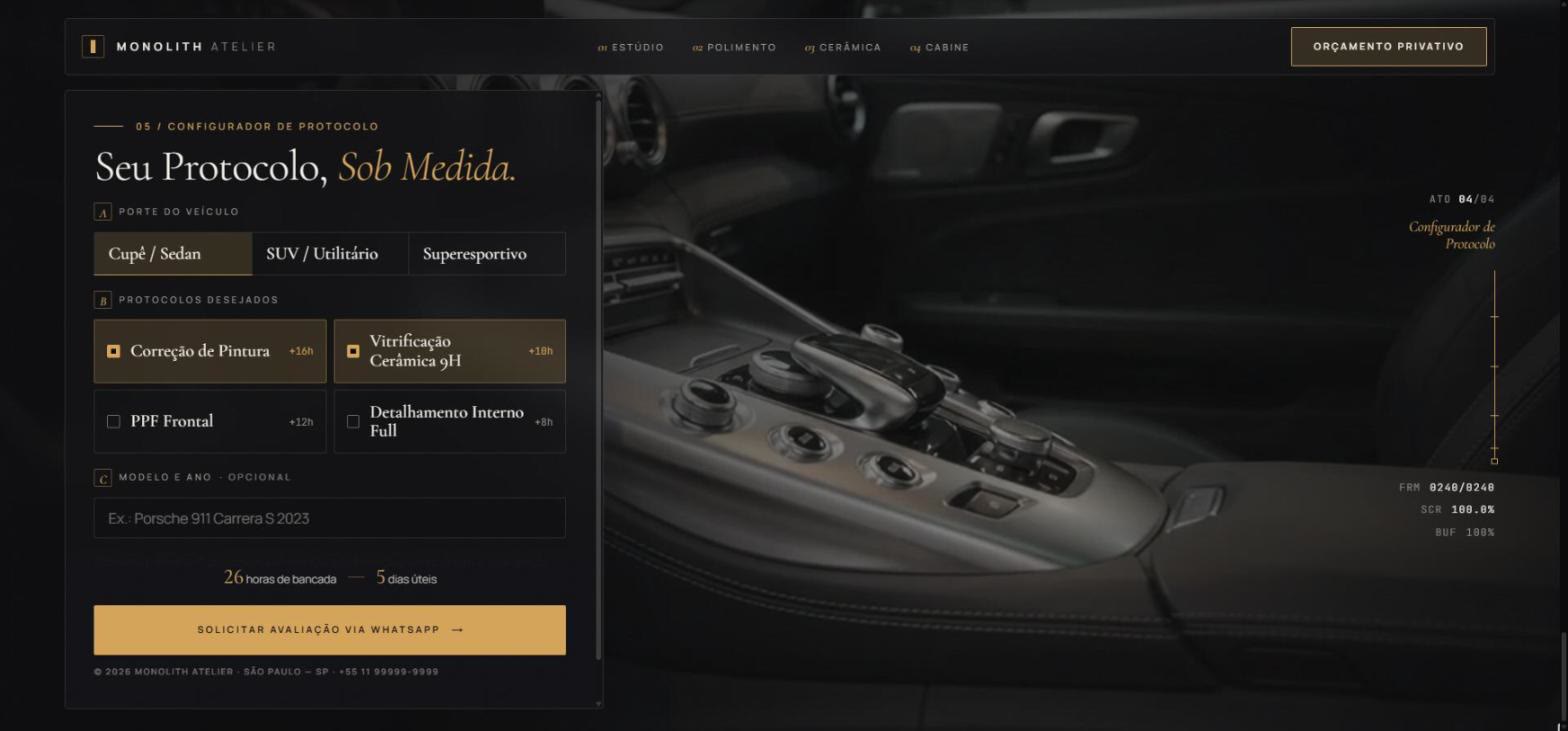 MONOLITH ATELIER
01 ESTÚDIO 02 POLIMENTO 03 CERÂMICA 04 CABINE
ORÇAMENTO PRIVATIVO
05 / CONFIGURADOR DE PROTOCOLO
Seu Protocolo, Sob Medida.
A PORTE DO VEÍCULO
Cupê / Sedan SUV / Utilitário Superesportivo
B PROTOCOLOS DESEJADOS
Correção de Pintura +16h
Vitrificação
Cerâmica 9H +10h
PPF Frontal +12h
Detalhamento Interno
Full +8h
C MODELO E ANO · OPCIONAL
Ex.: Porsche 911 Carrera S 2023
26 horas de bancada — 5 dias úteis
SOLICITAR AVALIAÇÃO VIA WHATSAPP →
© 2026 MONOLITH ATELIER · SÃO PAULO — SP · +55 11 99999-9999
ATO 04/04
Configurador de
Protocolo
FRM 0240/0240
SCR 100.0%
BUF 100%